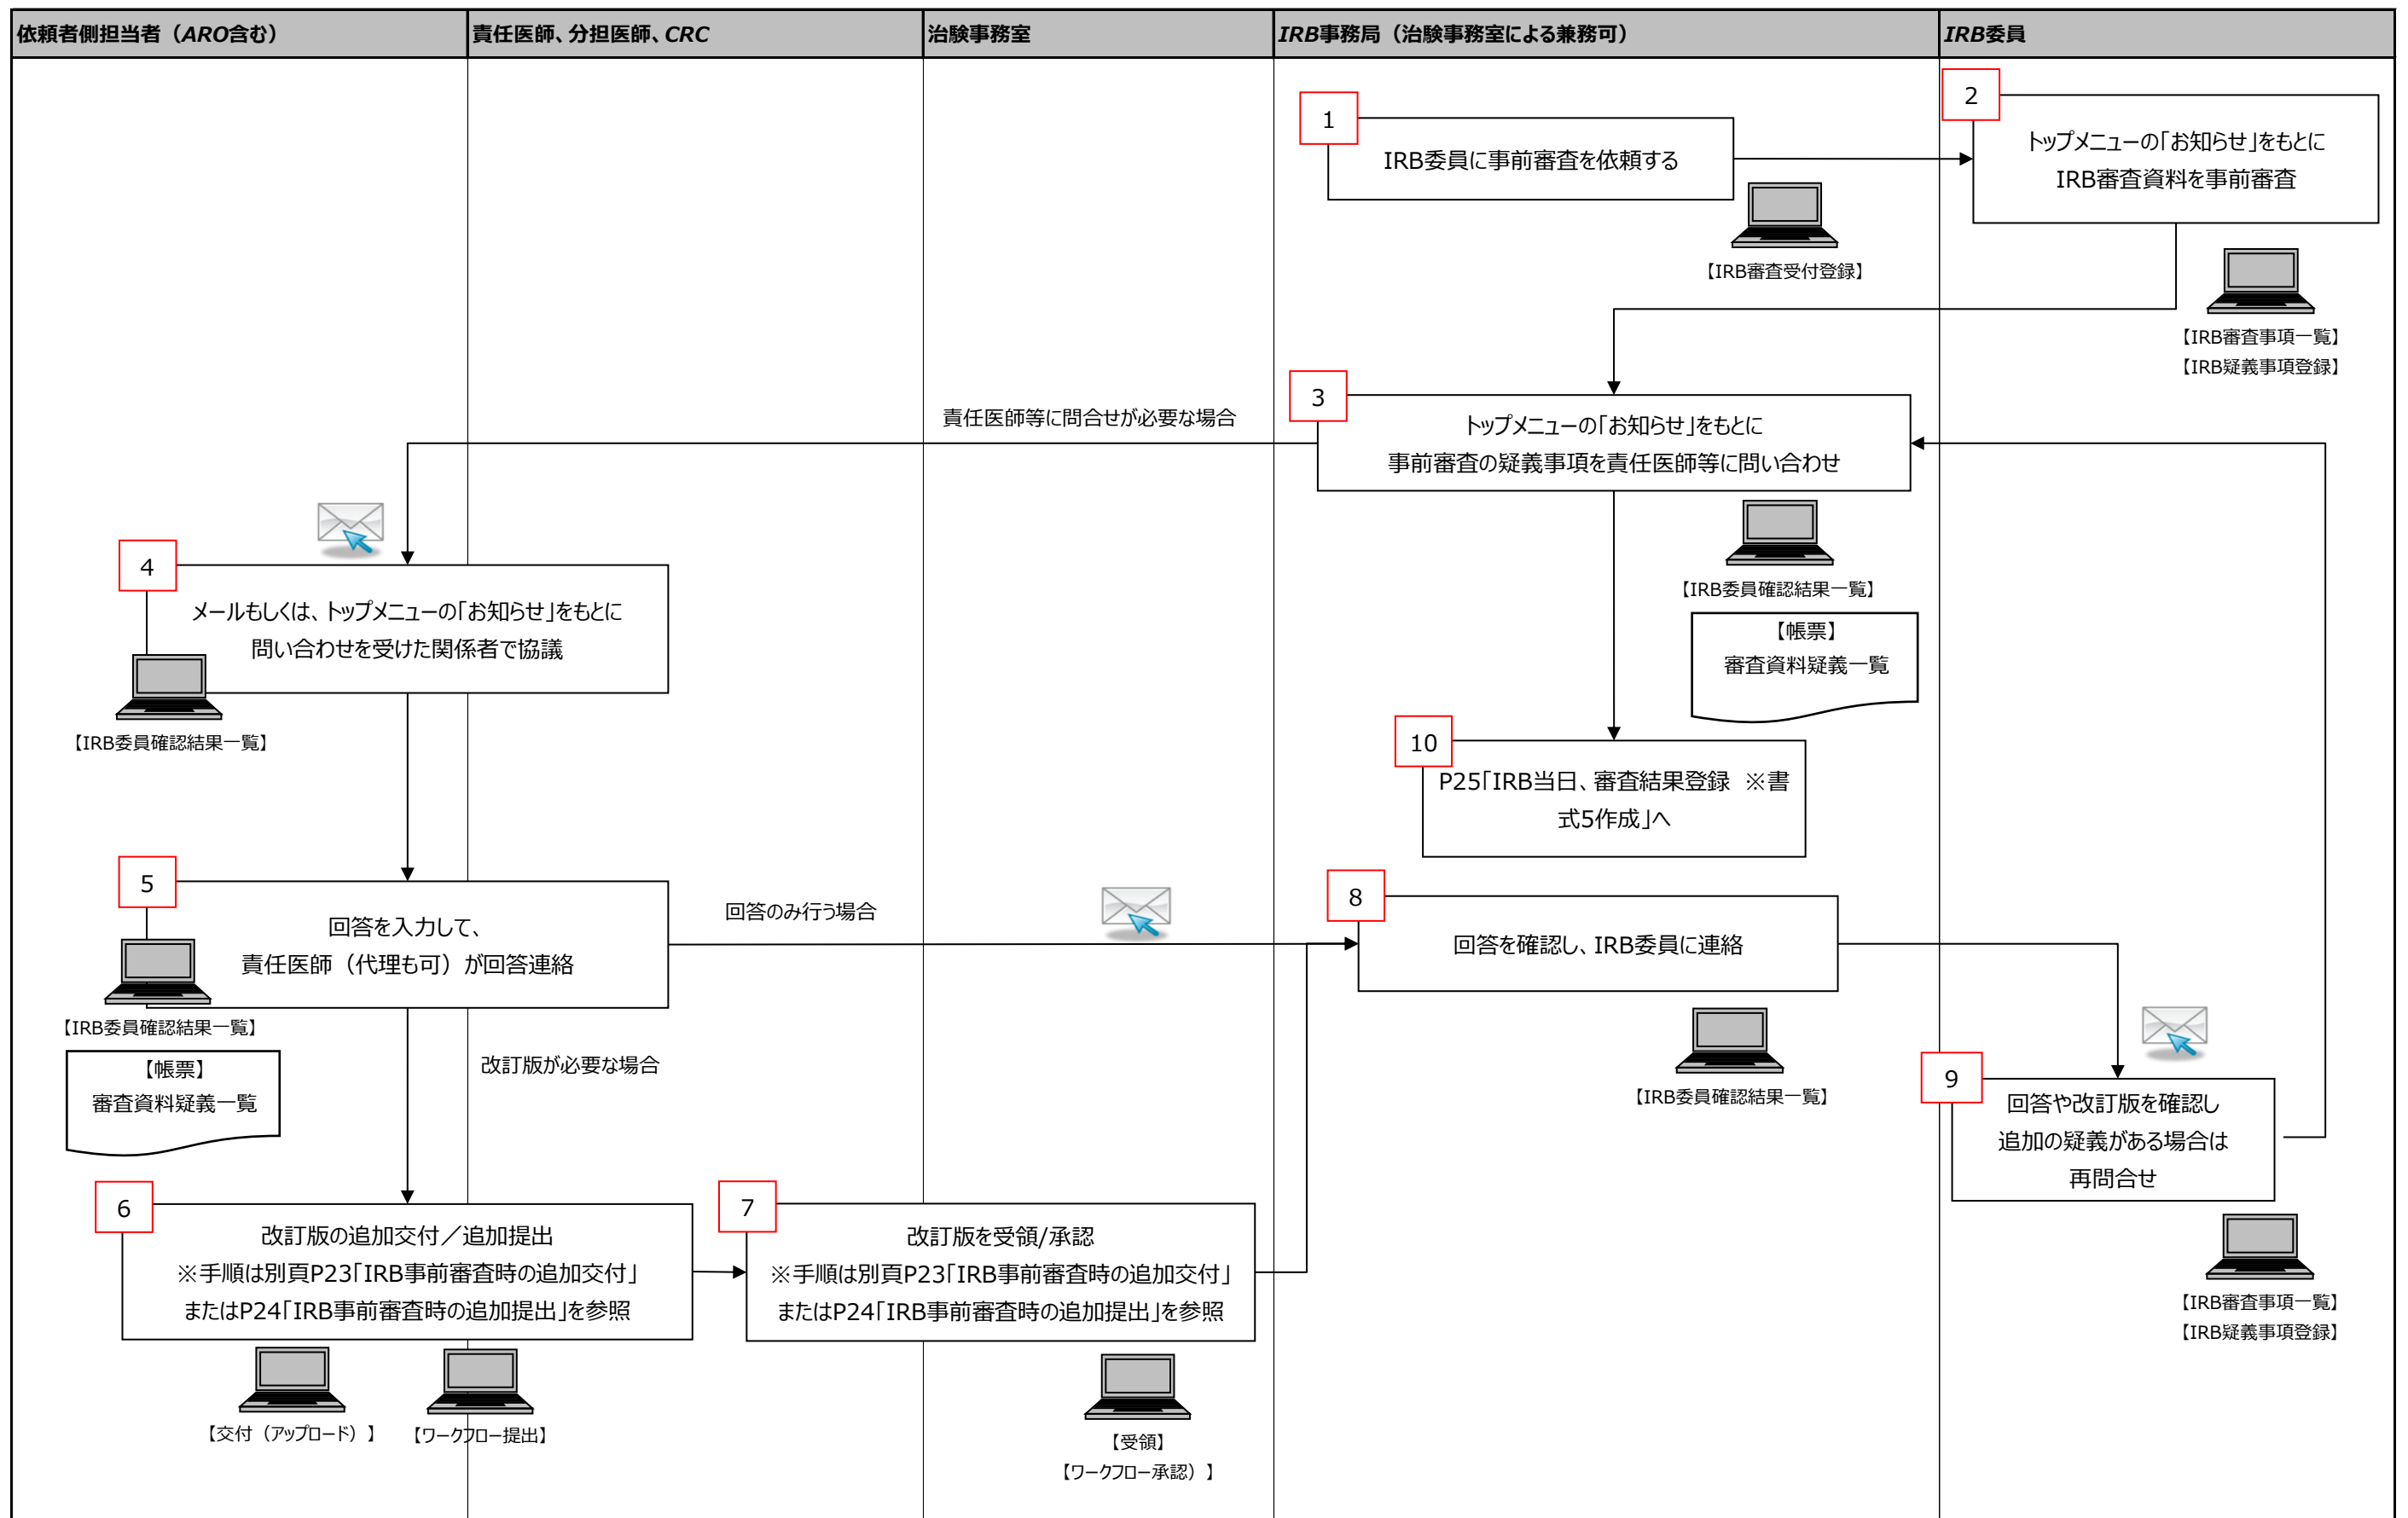 依頼者側担当者（ARO含む）
責任医師、分担医師、CRC
治験事務室
IRB事務局（治験事務室による兼務可）
IRB委員
1
IRB委員に事前審査を依頼する
【IRB審査受付登録】
2
トップメニューの「お知らせ」をもとに
IRB審査資料を事前審査
【IRB審査事項一覧】
【IRB疑義事項登録】
3
トップメニューの「お知らせ」をもとに
事前審査の疑義事項を責任医師等に問い合わせ
責任医師等に問合せが必要な場合
【IRB委員確認結果一覧】
【帳票】
審査資料疑義一覧
4
メールもしくは、トップメニューの「お知らせ」をもとに
問い合わせを受けた関係者で協議
【IRB委員確認結果一覧】
10
P25「IRB当日、審査結果登録　※書
式5作成」へ
5
回答を入力して、
責任医師（代理も可）が回答連絡
回答のみ行う場合
【IRB委員確認結果一覧】
【帳票】
審査資料疑義一覧
改訂版が必要な場合
8
回答を確認し、IRB委員に連絡
【IRB委員確認結果一覧】
9
回答や改訂版を確認し
追加の疑義がある場合は
再問合せ
【IRB審査事項一覧】
【IRB疑義事項登録】
6
改訂版の追加交付／追加提出
※手順は別頁P23「IRB事前審査時の追加交付」
またはP24「IRB事前審査時の追加提出」を参照
【交付（アップロード）】
【ワークフロー提出】
7
改訂版を受領/承認
※手順は別頁P23「IRB事前審査時の追加交付」
またはP24「IRB事前審査時の追加提出」を参照
【受領】
【ワークフロー承認）】